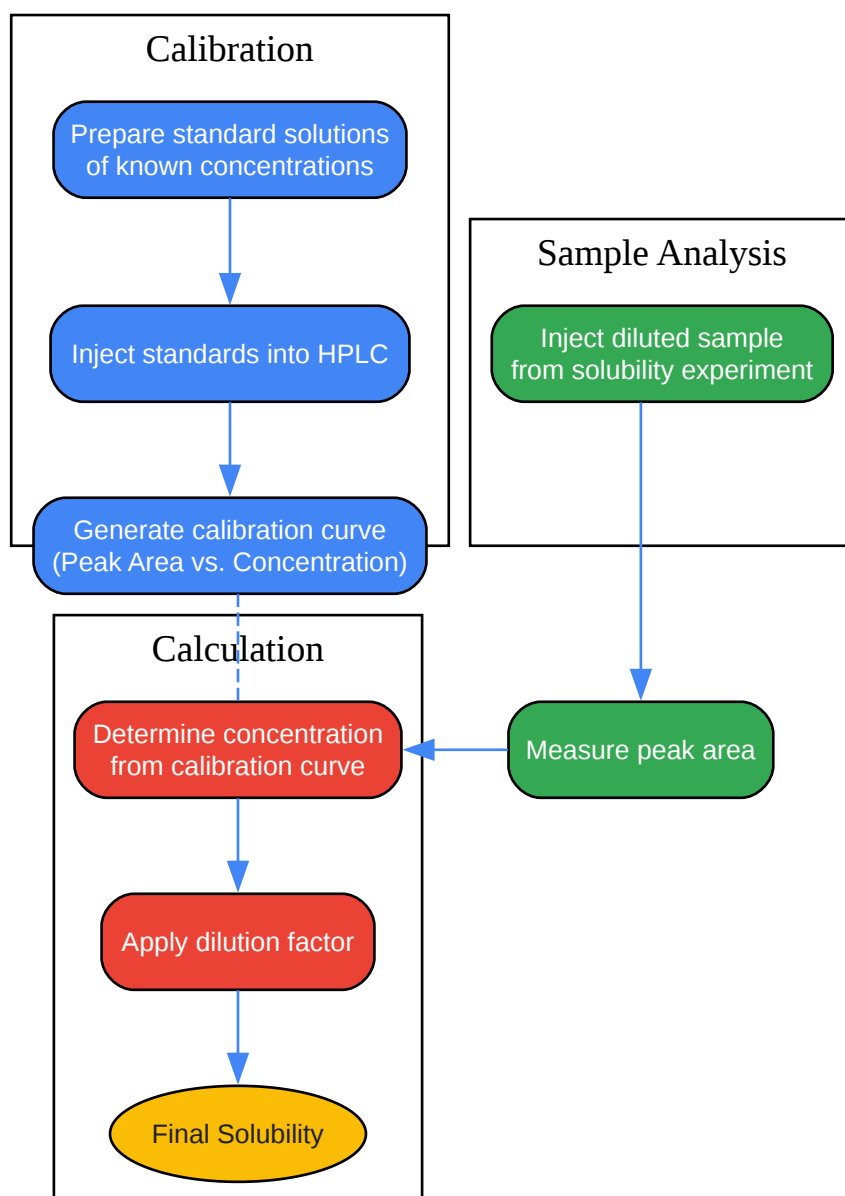 Calibration
Prepare standard solutions
of known concentrations
Inject standards into HPLC
Generate calibration curve
(Peak Area vs. Concentration)
Sample Analysis
Inject diluted sample
from solubility experiment
Measure peak area
Calculation
Determine concentration
from calibration curve
Apply dilution factor
Final Solubility